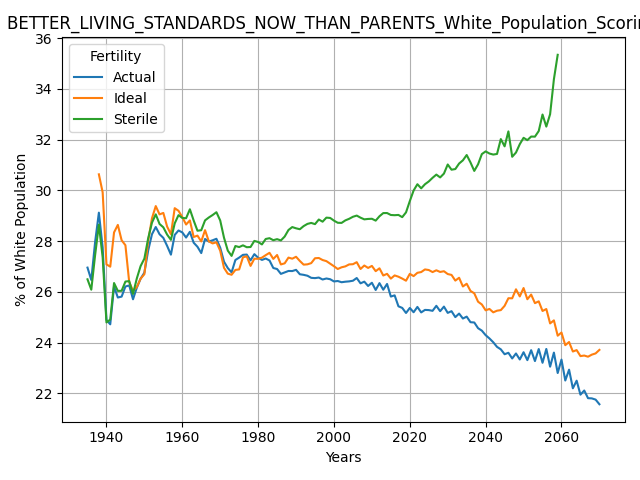 BETTER_LIVING_STANDARDS_NOW_THAN_PARENTS_White_Population_Scorin
Fertility
Actual
Ideal
Sterile
36
34
32
30
28
26
24
22
% of White Population
1940
1960
1980
2000
2020
2040
2060
Years